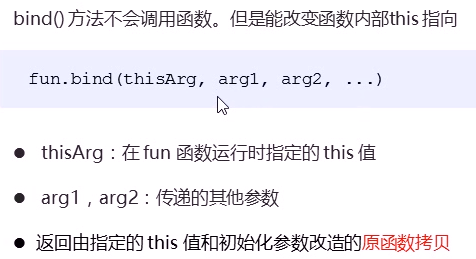 bind() 方法不会调用函数。但是能改变函数内部this 指向
fun.bind(thisArg, arg1, arg2, ...)
● thisArg：在 fun 函数运行时指定的 this 值
● arg1，arg2：传递的其他参数
● 返回由指定的 this 值和初始化参数改造的原函数拷贝